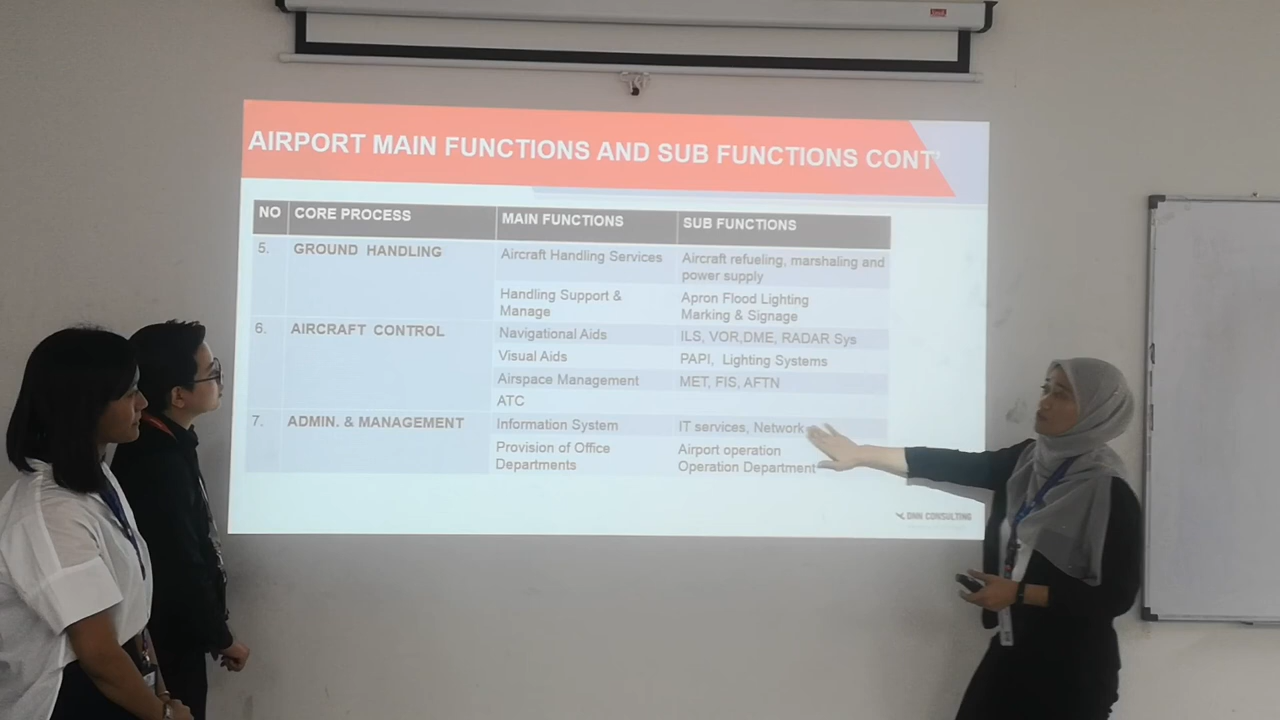 AIRPORT MAIN FUNCTIONS AND SUB FUNCTIONS CONT'
NO CORE PROCESS MAIN FUNCTIONS SUB FUNCTIONS
5. GROUND HANDLING Aircraft Handling Services Aircraft refueling, marshaling and
power supply
Handling Support & Apron Flood Lighting
Manage Marking & Signage
6. AIRCRAFT CONTROL Navigational Aids ILS, VOR,DME, RADAR Sys
Visual Aids PAPI, Lighting Systems
Airspace Management MET, FIS, AFTN
ATC
7. ADMIN. & MANAGEMENT Information System IT services, Network
Provision of Office Airport operation
Departments Operation Department
CONSULTING